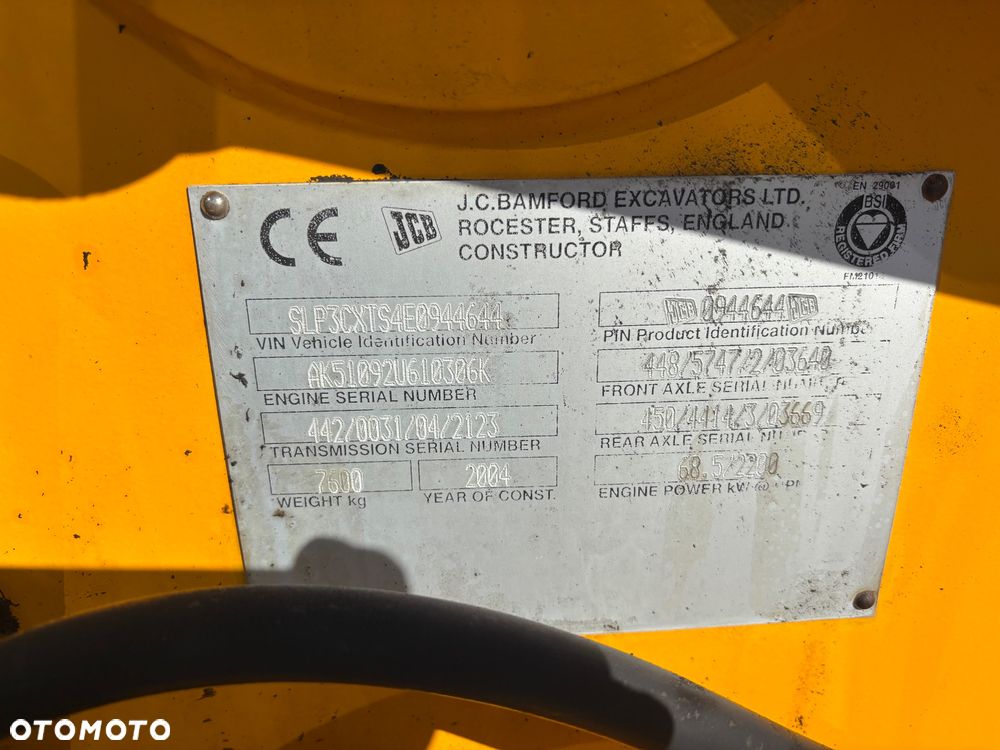 CE
JCB
J.C.BAMFORD EXCAVATORS LTD.
ROCESTER, STAFFS, ENGLAND.
CONSTRUCTOR
EN 29001
BSI
REGISTERED FIRM
SLP3CXTS4E0944644
VIN Vehicle Identification Number
JCB 0944644 JCB
PIN Product Identification Number
AK51092U610306K
ENGINE SERIAL NUMBER
448/5747/2/03640
FRONT AXLE SERIAL NUMBER
442/0031/04/2123
TRANSMISSION SERIAL NUMBER
450/4414/3/03669
REAR AXLE SERIAL
7600
WEIGHT kg
2004
YEAR OF CONST.
68.5/2200
ENGINE POWER kW@
OTOMOTO